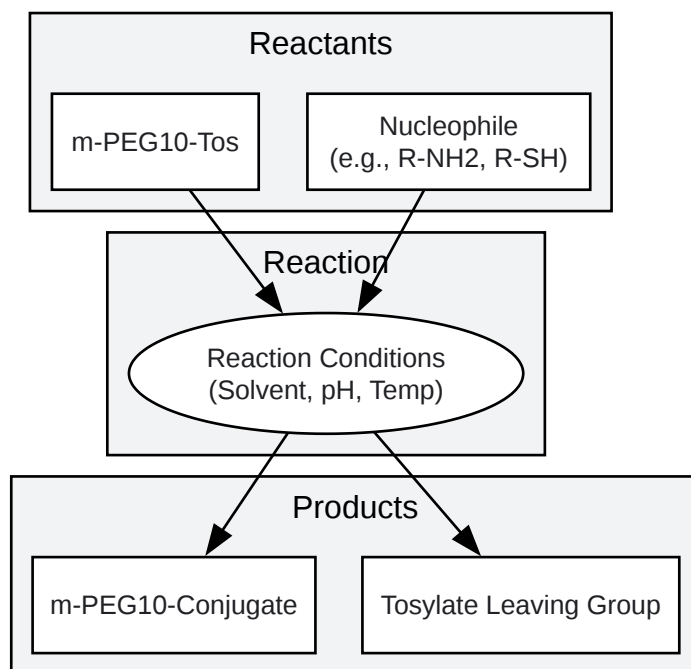 Reactants
m-PEG10-Tos
Nucleophile
(e.g., R-NH2, R-SH)
Reaction
Reaction Conditions
(Solvent, pH, Temp)
Products
m-PEG10-Conjugate
Tosylate Leaving Group